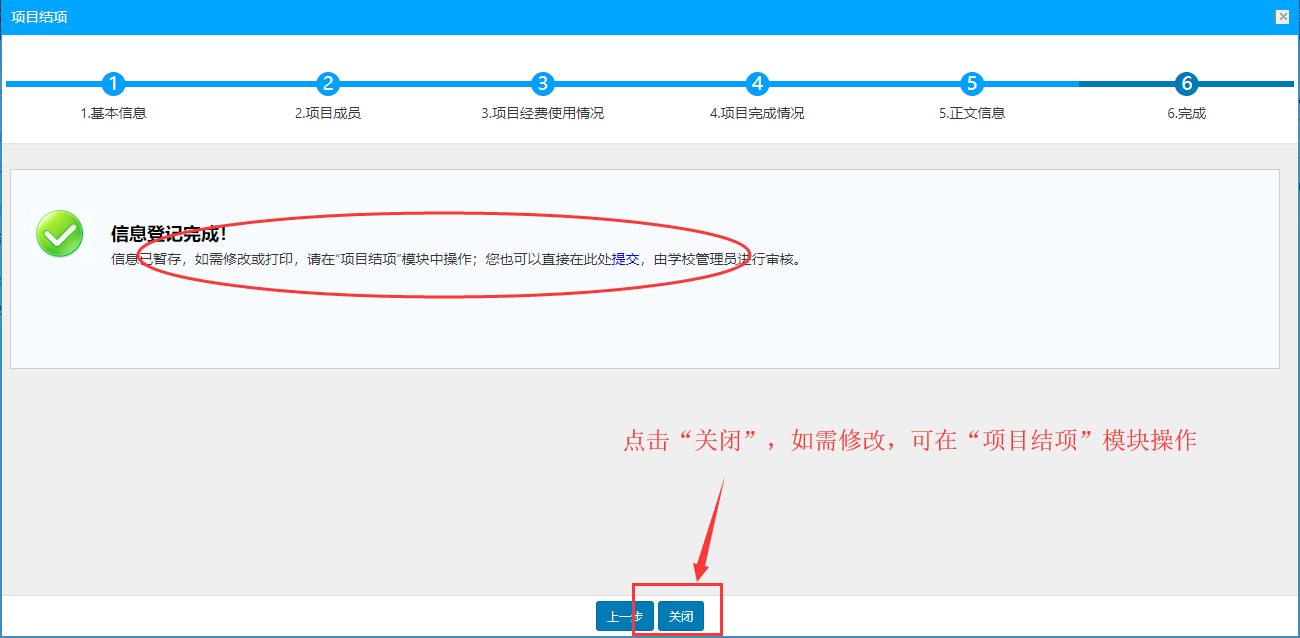 项目结项
1 2 3 4 5 6
1.基本信息 2.项目成员 3.项目经费使用情况 4.项目完成情况 5.正文信息 6.完成
信息登记完成！
信息已暂存，如需修改或打印，请在“项目结项”模块中操作；您也可以直接在此处提交，由学校管理员进行审核。
点击“关闭”，如需修改，可在“项目结项”模块操作
上一步 关闭